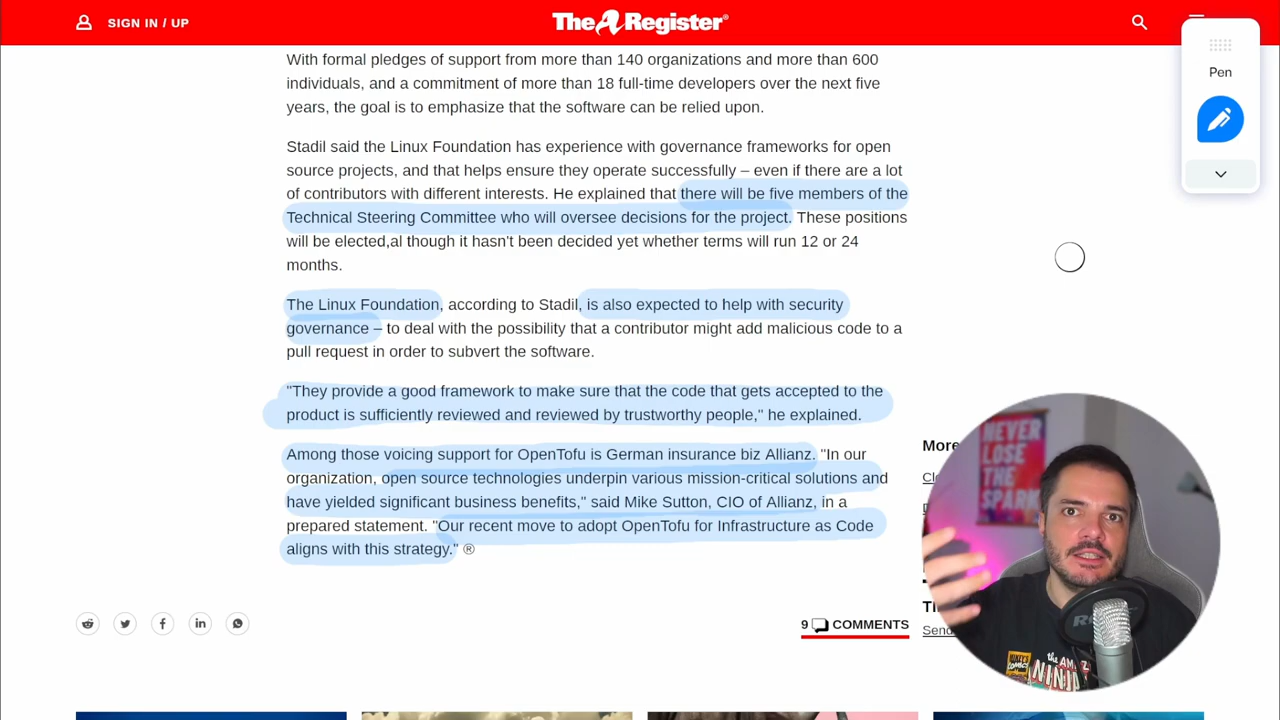 SIGN IN / UP
The Register®
Pen
With formal pledges of support from more than 140 organizations and more than 600
individuals, and a commitment of more than 18 full-time developers over the next five
years, the goal is to emphasize that the software can be relied upon.
Stadil said the Linux Foundation has experience with governance frameworks for open
source projects, and that helps ensure they operate successfully – even if there are a lot
of contributors with different interests. He explained that there will be five members of the
Technical Steering Committee who will oversee decisions for the project. These positions
will be elected,al though it hasn't been decided yet whether terms will run 12 or 24
months.
The Linux Foundation, according to Stadil, is also expected to help with security
governance – to deal with the possibility that a contributor might add malicious code to a
pull request in order to subvert the software.
"They provide a good framework to make sure that the code that gets accepted to the
product is sufficiently reviewed and reviewed by trustworthy people," he explained.
Among those voicing support for OpenTofu is German insurance biz Allianz. "In our
organization, open source technologies underpin various mission-critical solutions and
have yielded significant business benefits," said Mike Sutton, CIO of Allianz, in a
prepared statement. "Our recent move to adopt OpenTofu for Infrastructure as Code
aligns with this strategy." ®
9 COMMENTS
More
Send
NEVER
LOSE
THE
SPARK
the AMAZ
NINJA